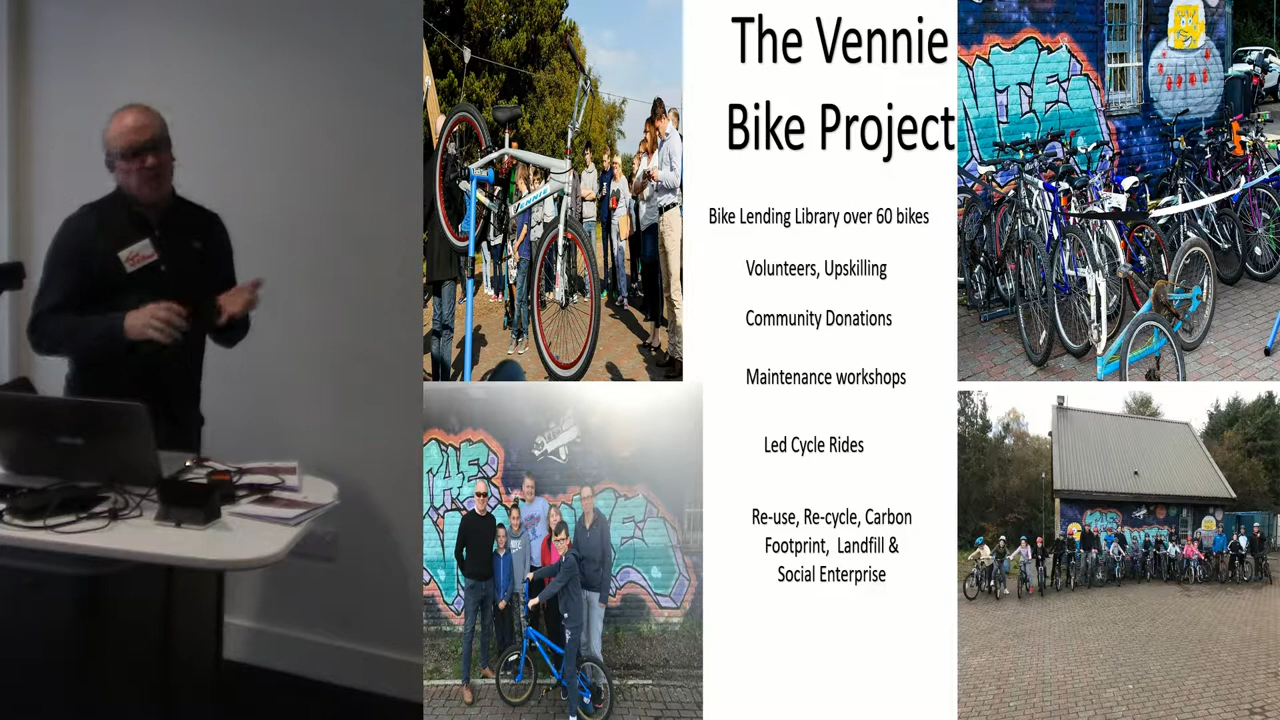 The Vennie
Bike Project
Bike Lending Library over 60 bikes
Volunteers, Upskilling
Community Donations
Maintenance workshops
Led Cycle Rides
Re-use, Re-cycle, Carbon
Footprint, Landfill &
Social Enterprise
THE